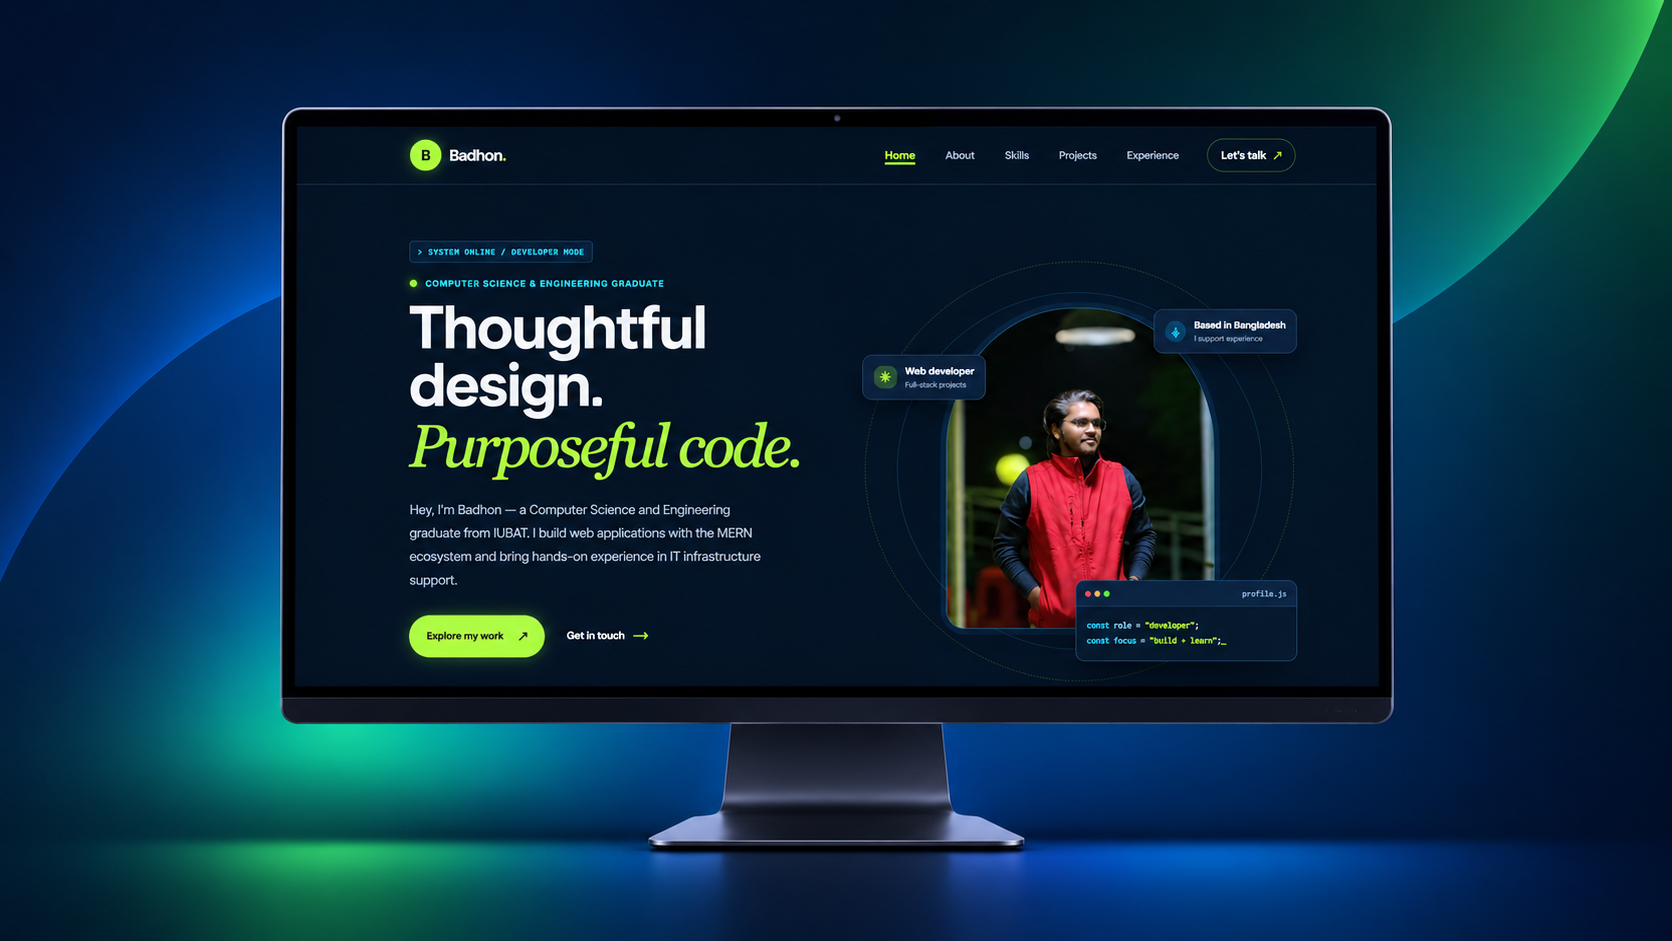 B Badhon.
Home About Skills Projects Experience Let's talk ↗
> SYSTEM ONLINE / DEVELOPER MODE
COMPUTER SCIENCE & ENGINEERING GRADUATE
Thoughtful
design.
Purposeful code.
Hey, I'm Badhon — a Computer Science and Engineering
graduate from IUBAT. I build web applications with the MERN
ecosystem and bring hands-on experience in IT infrastructure
support.
Explore my work ↗
Get in touch →
Based in Bangladesh
I support experience
Web developer
Full-stack projects
profile.js
const role = "developer";
const focus = "build + learn";_